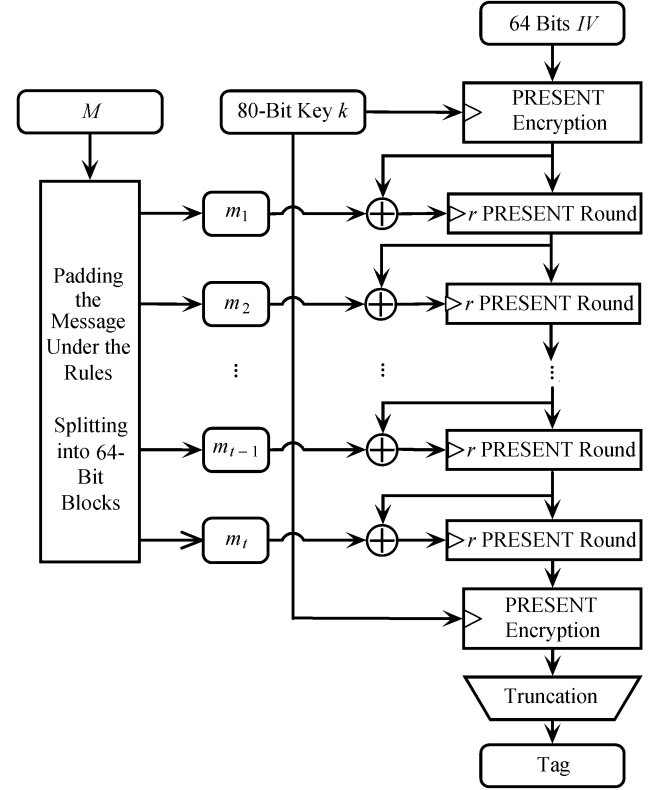 64 Bits IV
M
80-Bit Key k
PRESENT
Encryption
m1
r PRESENT Round
Padding
the
Message
Under the
Rules
m2
r PRESENT Round
⋮
⋮
⋮
Splitting
into 64-
Bit
Blocks
mt−1
r PRESENT Round
mt
r PRESENT Round
PRESENT
Encryption
Truncation
Tag